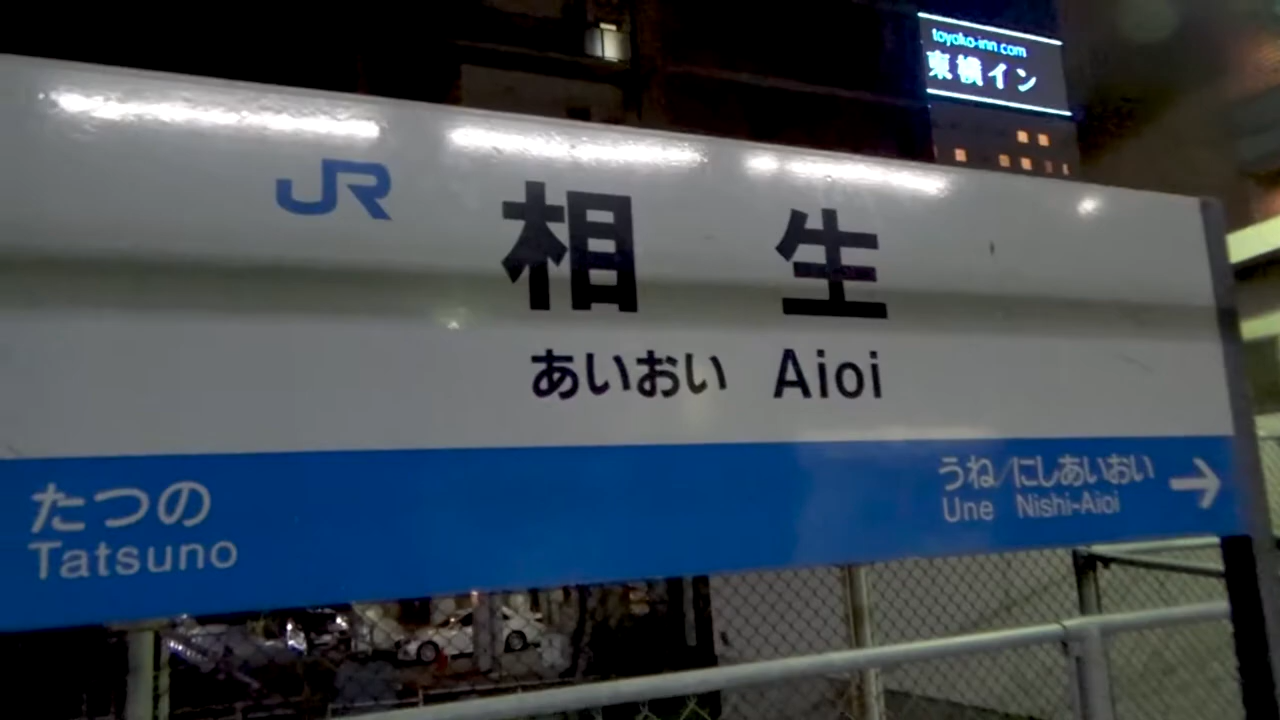 toyoko-inn.com
東横イン
JR
相生
あいおい Aioi
たつの
Tatsuno
うね/にしあいおい →
Une Nishi-Aioi